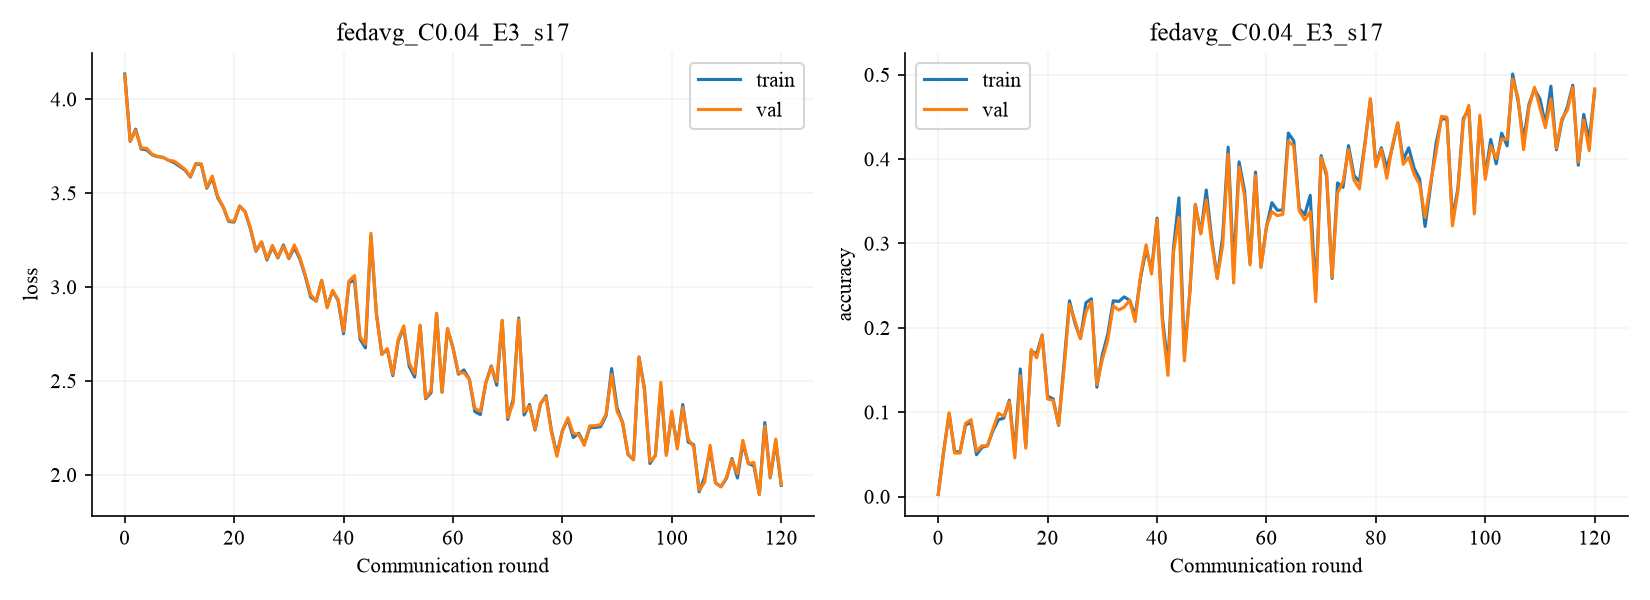 fedavg_C0.04_E3_s17
train
val
4.0
3.5
3.0
2.5
2.0
loss
0 20 40 60 80 100 120
Communication round
fedavg_C0.04_E3_s17
train
val
0.5
0.4
0.3
0.2
0.1
0.0
accuracy
0 20 40 60 80 100 120
Communication round